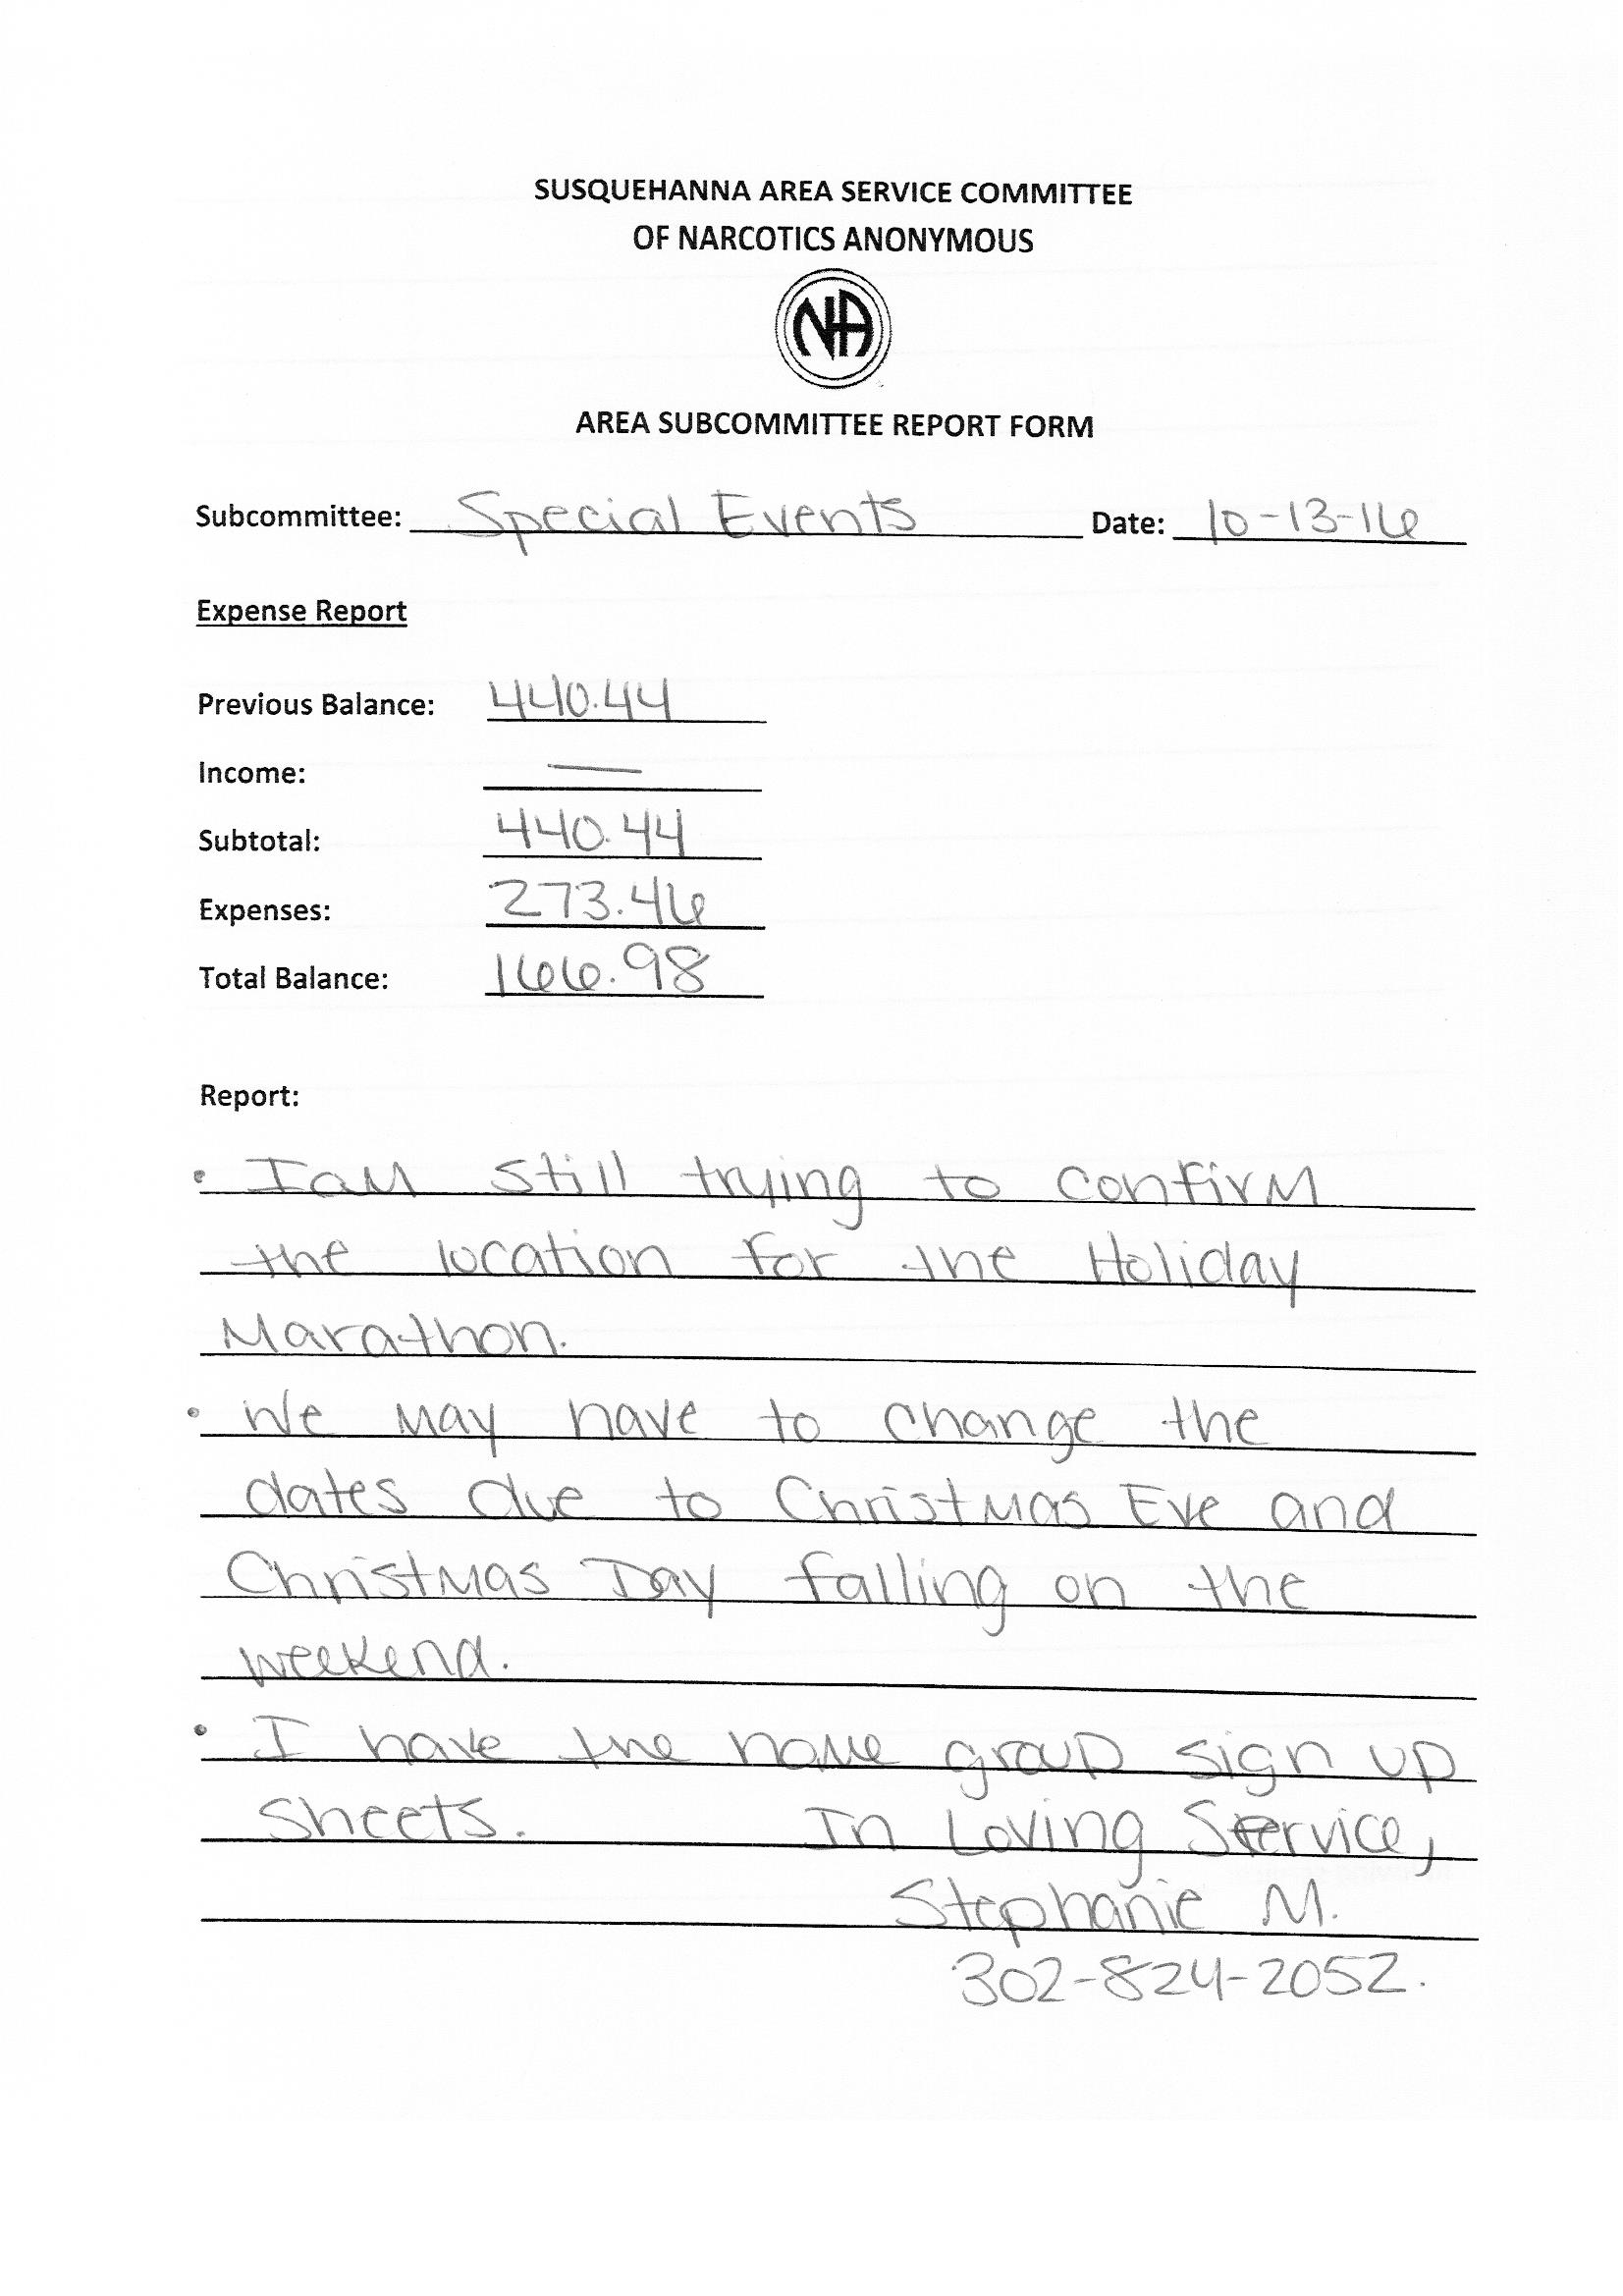 SUSQUEHANNA AREA SERVICE COMMITTEE
OF NARCOTICS ANONYMOUS
NA
AREA SUBCOMMITTEE REPORT FORM
Subcommittee: Special Events Date: 10-13-16
Expense Report
Previous Balance: 440.44
Income: —
Subtotal: 440.44
Expenses: 273.46
Total Balance: 166.98
Report:
• I am still trying to confirm
the location for the Holiday
Marathon.
• We may have to change the
dates due to Christmas Eve and
Christmas Day falling on the
weekend.
• I have the home group sign up
sheets. In Loving Service,
Stephanie M.
302-824-2052.